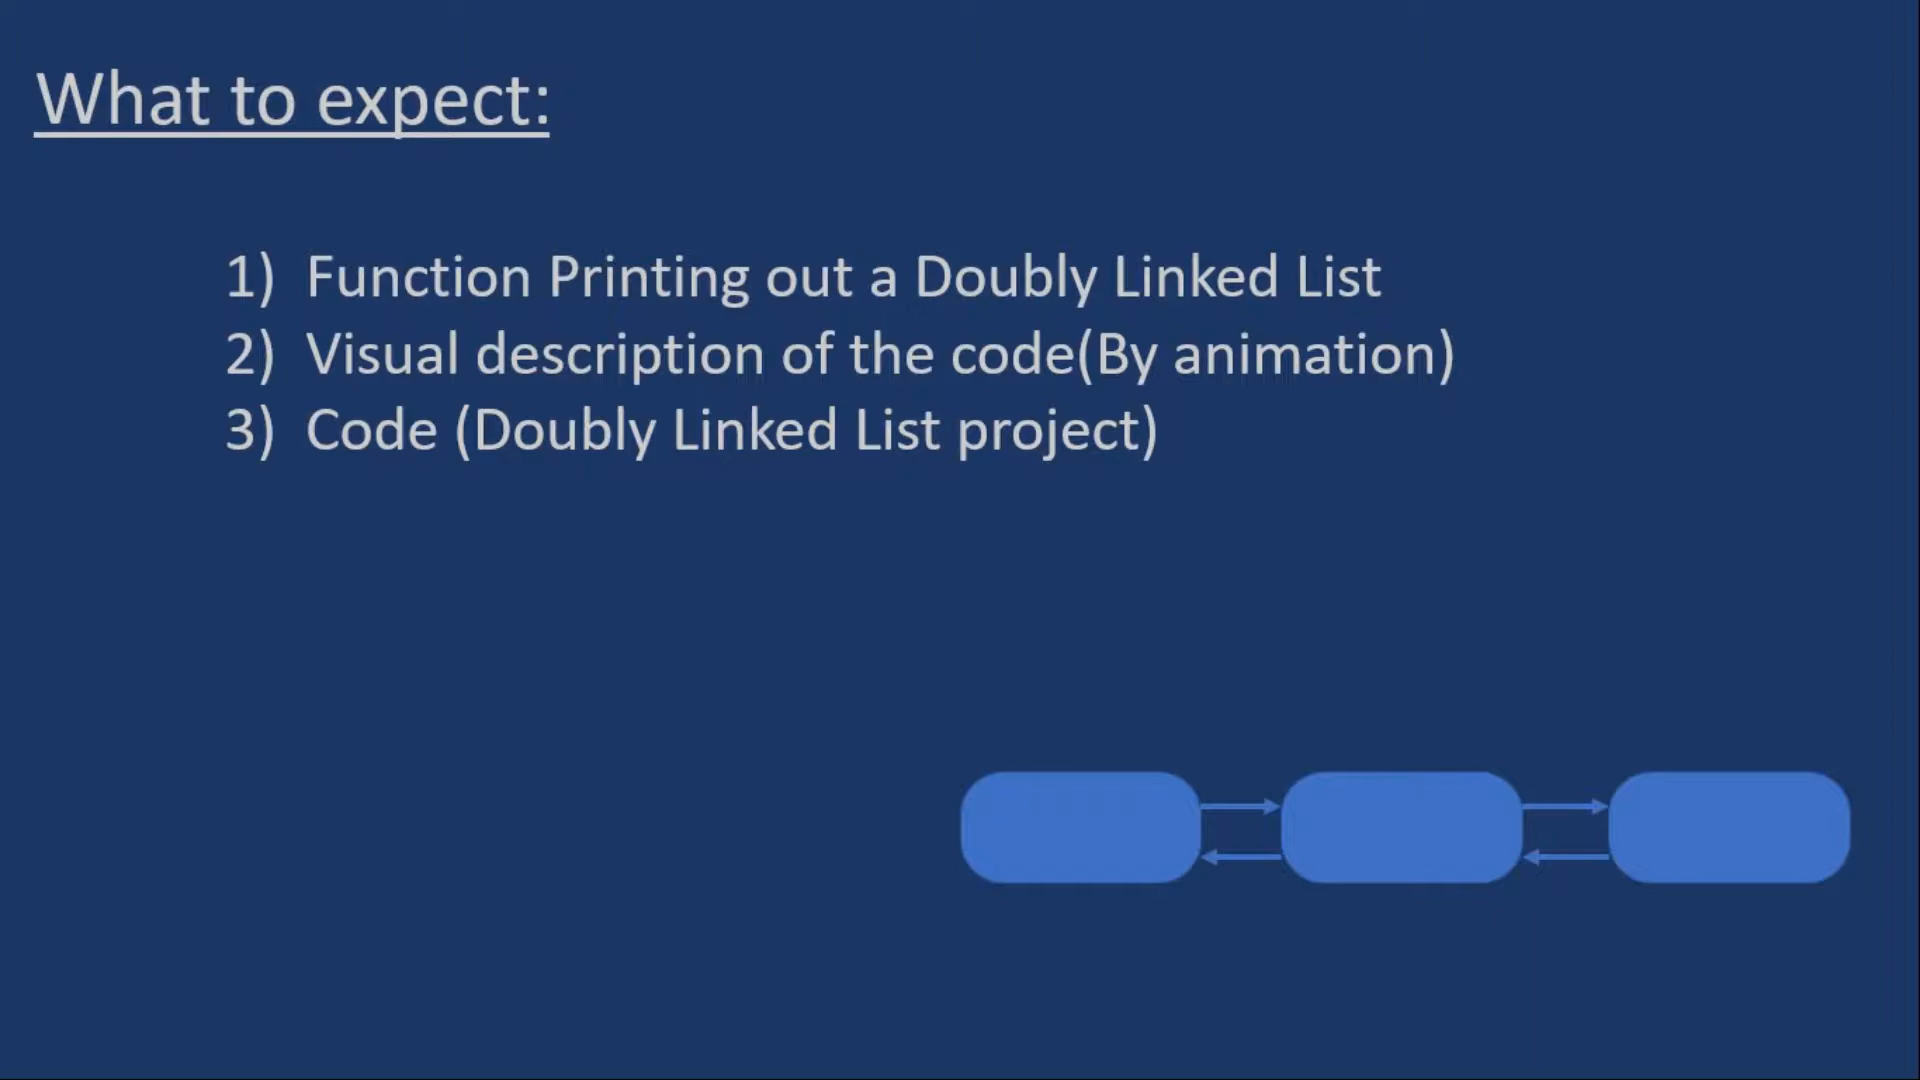 What to expect:
1) Function Printing out a Doubly Linked List
2) Visual description of the code(By animation)
3) Code (Doubly Linked List project)